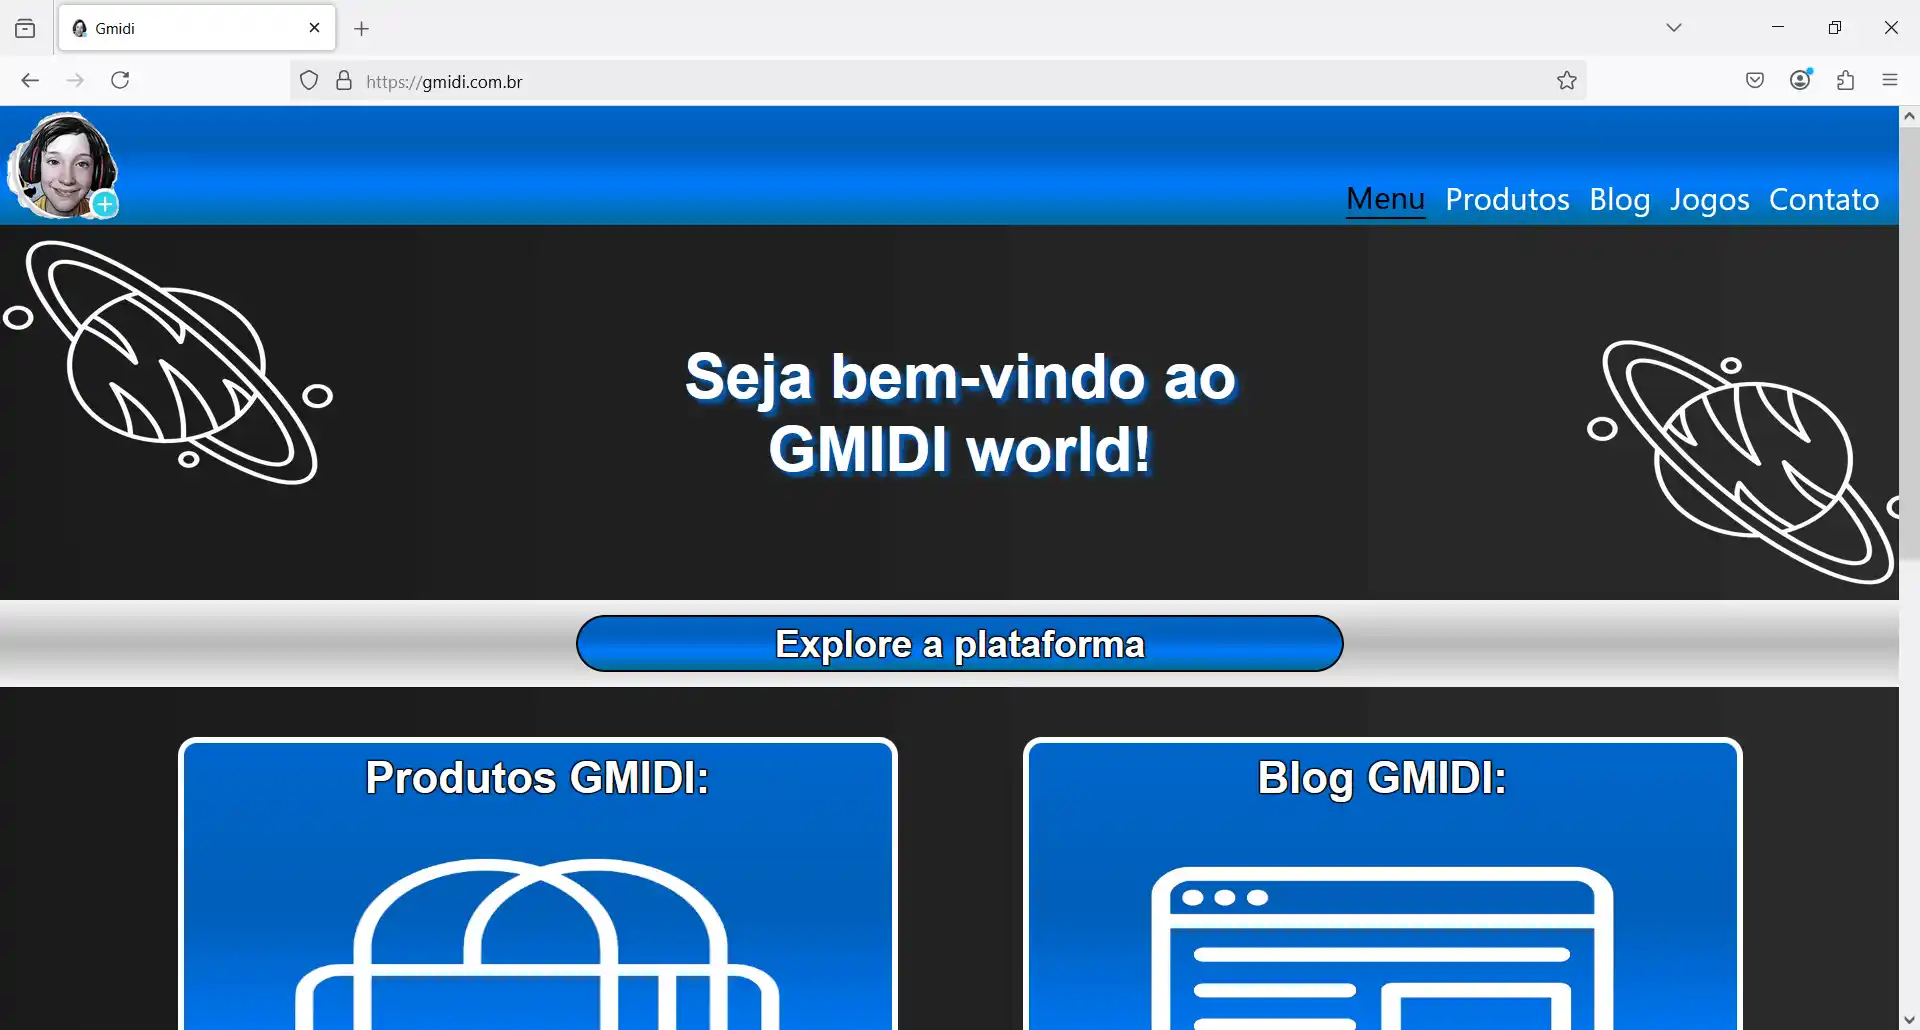 Gmidi
https://gmidi.com.br
Menu Produtos Blog Jogos Contato
Seja bem-vindo ao
GMIDI world!
Explore a plataforma
Produtos GMIDI:
Blog GMIDI: